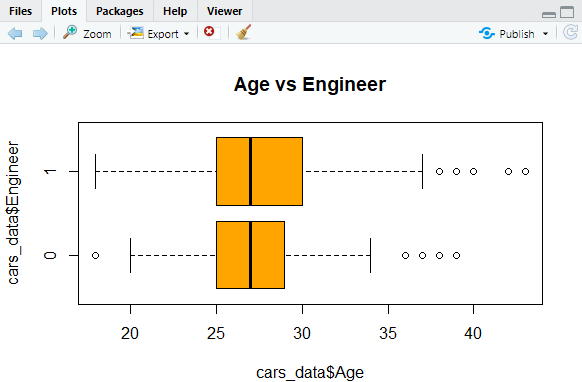 Files Plots Packages Help Viewer
Zoom Export Publish
Age vs Engineer
cars_data$Engineer
1
0
20 25 30 35 40
cars_data$Age